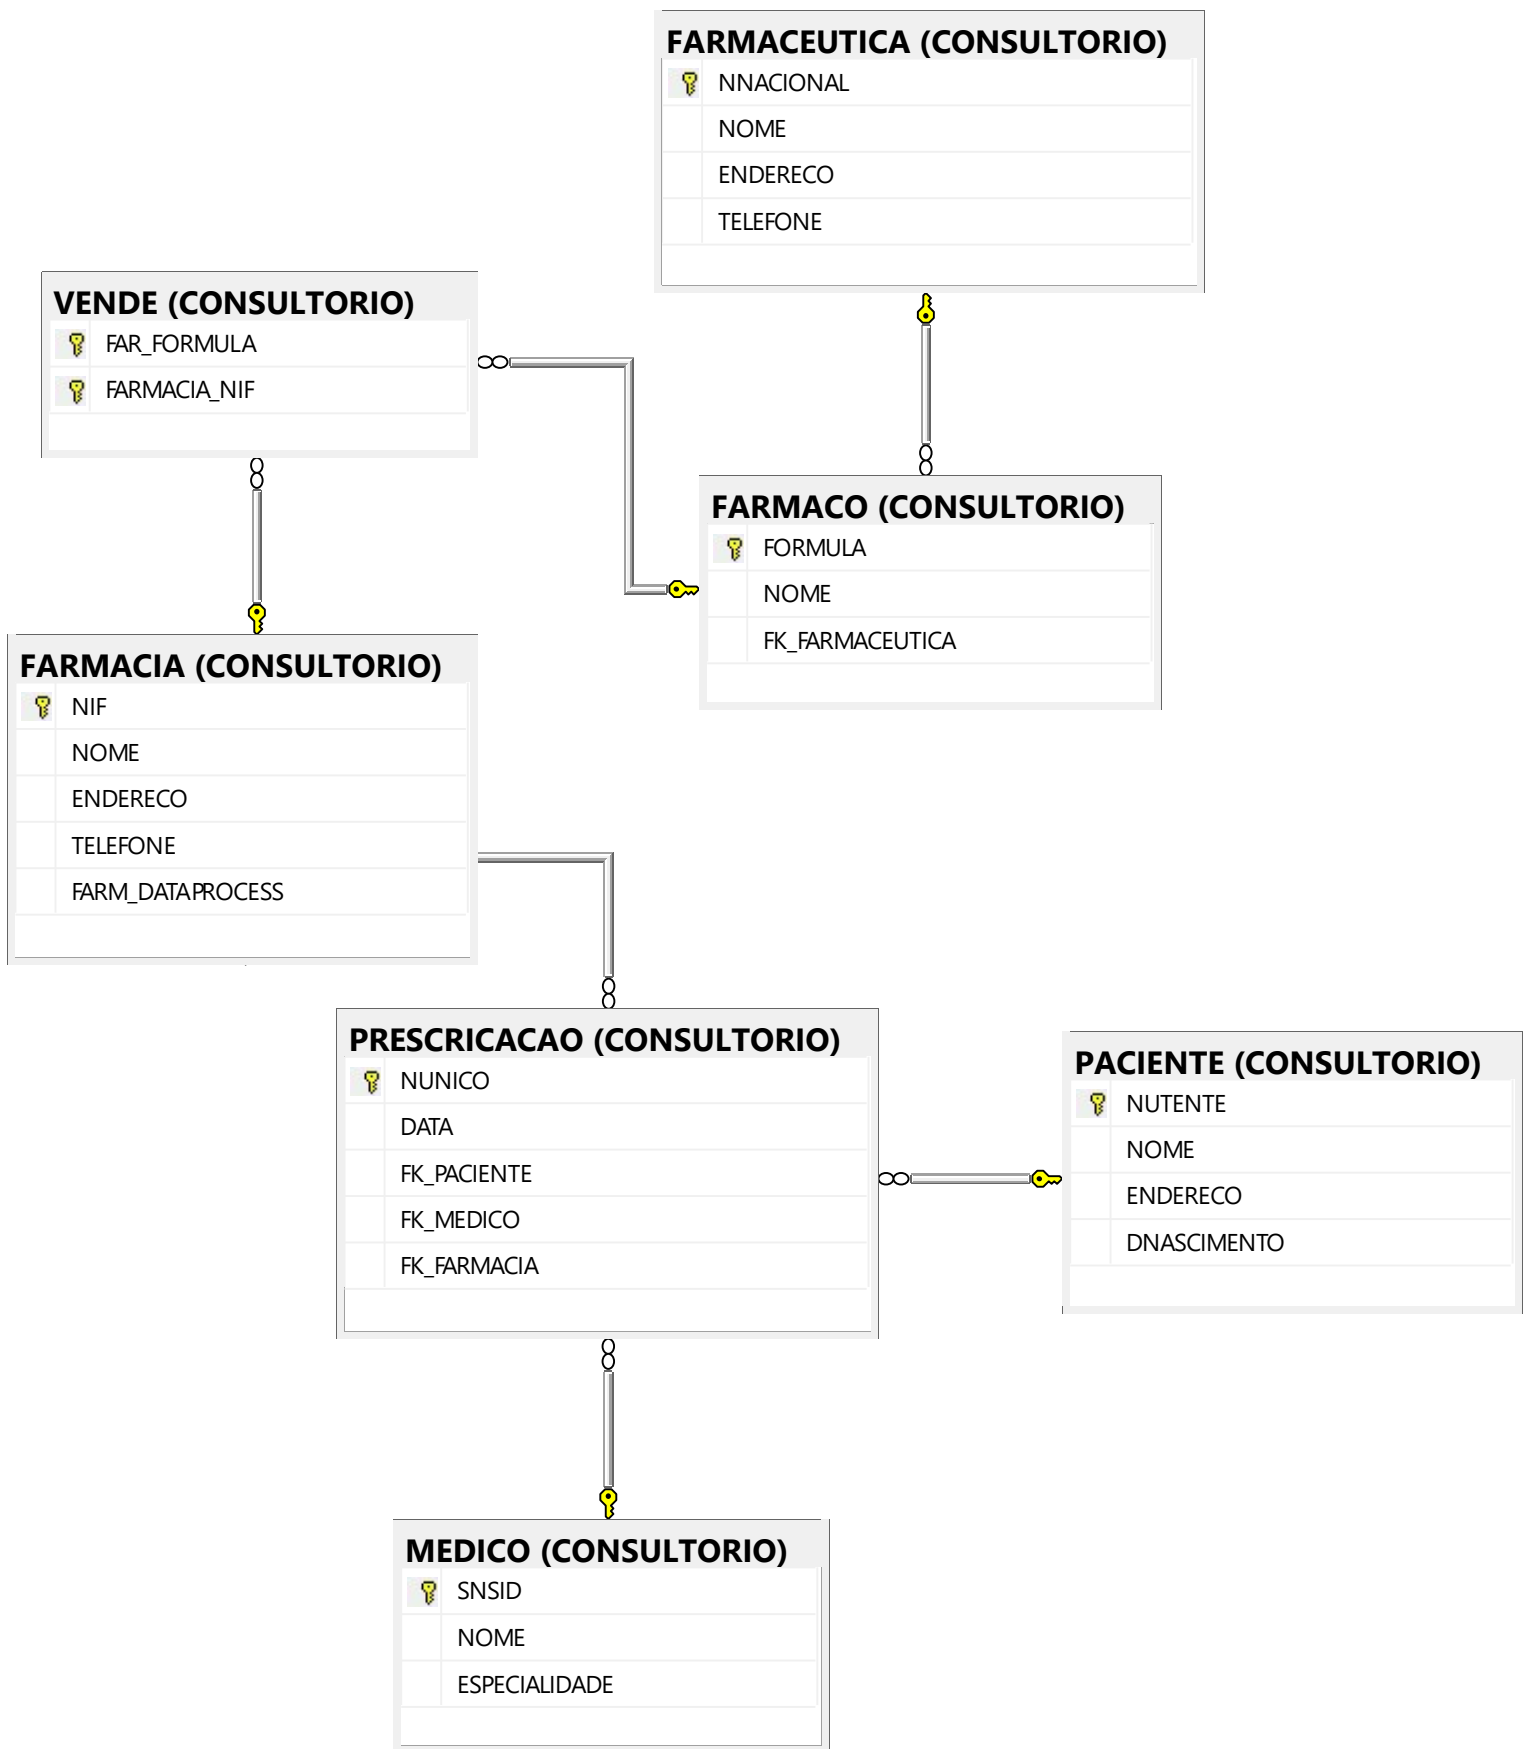 FARMACEUTICA (CONSULTORIO)
NNACIONAL
NOME
ENDERECO
TELEFONE
VENDE (CONSULTORIO)
FAR_FORMULA
FARMACIA_NIF
FARMACO (CONSULTORIO)
FORMULA
NOME
FK_FARMACEUTICA
FARMACIA (CONSULTORIO)
NIF
NOME
ENDERECO
TELEFONE
FARM_DATAPROCESS
PRESCRICACAO (CONSULTORIO)
NUNICO
DATA
FK_PACIENTE
FK_MEDICO
FK_FARMACIA
PACIENTE (CONSULTORIO)
NUTENTE
NOME
ENDERECO
DNASCIMENTO
MEDICO (CONSULTORIO)
SNSID
NOME
ESPECIALIDADE